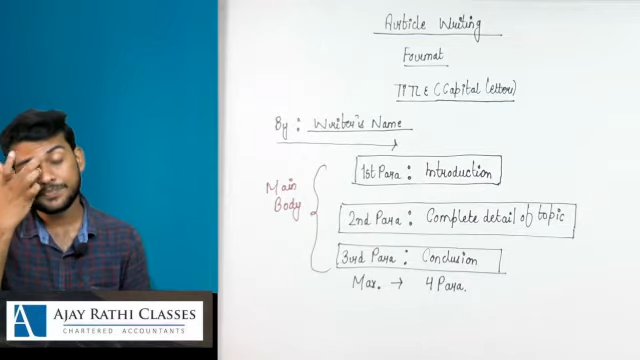 Article Writing
Format
TITLE (Capital letter)
By : Writer's Name
Main
Body
1st Para : Introduction
2nd Para : Complete detail of topic
3rd Para : Conclusion
Max. → 4 Para.
AJAY RATHI CLASSES
CHARTERED ACCOUNTANTS